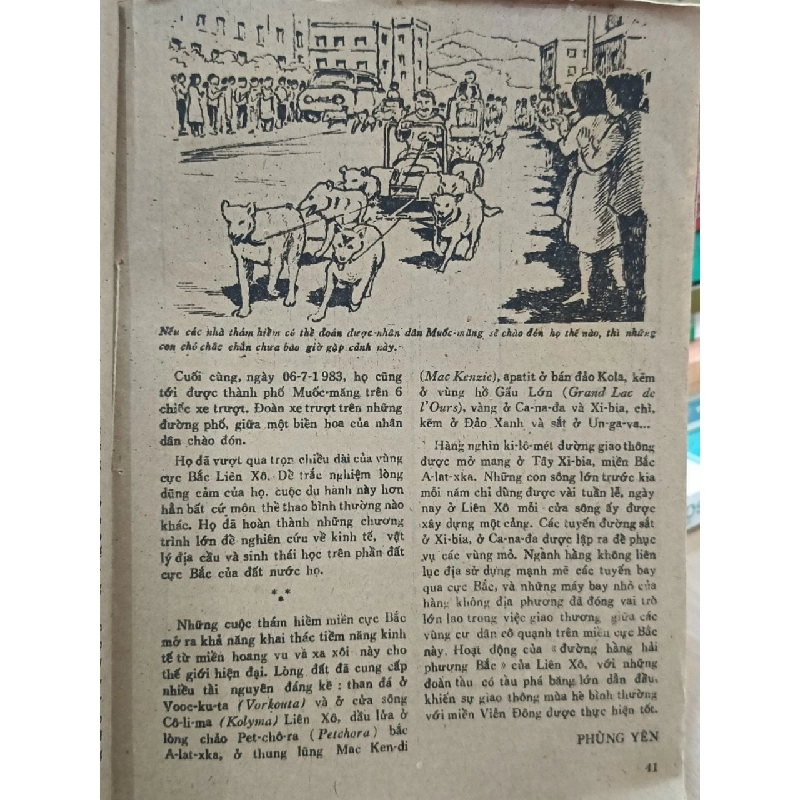 Nếu các nhà thám hiểm có thể đoán được nhân dân Muốc-măng sẽ chào đón họ thế nào, thì những
con chó chắc chắn chưa bao giờ gặp cảnh này.
Cuối cùng, ngày 06-7-1983, họ cũng
tới được thành phố Muốc-măng trên 6
chiếc xe trượt. Đoàn xe trượt trên những
đường phố, giữa một biển hoa của nhân
dân chào đón.
Họ đã vượt qua trọn chiều dài của vùng
cực Bắc Liên Xô. Để trắc nghiệm lòng
dũng cảm của họ, cuộc du hành này hơn
hẳn bất cứ môn thể thao bình thường nào
khác. Họ đã hoàn thành những chương
trình lớn để nghiên cứu về kinh tế, vật
lý địa cầu và sinh thái học trên phần đất
cực Bắc của đất nước họ.
*
* *
Những cuộc thám hiểm miền cực Bắc
mở ra khả năng khai thác tiềm năng kinh
tế từ miền hoang vu và xa xôi này cho
thế giới hiện đại. Lòng đất đã cung cấp
nhiều tài nguyên đáng kể : than đá ở
Vooc-ku-ta (Vorkouta) và ở cửa sông
Cô-li-ma (Kolyma) Liên Xô, dầu lửa ở
lòng chảo Pet-chô-ra (Petchora) bắc
A-lat-xka, ở thung lũng Mac Ken-di
(Mac Kenzie), apatit ở bán đảo Kola, kẽm
ở vùng hồ Gấu Lớn (Grand Lac de
l'Ours), vàng ở Ca-na-đa và Xi-bia, chì,
kẽm ở Đảo Xanh và sắt ở Un-ga-va...
Hàng nghìn ki-lô-mét đường giao thông
được mở mang ở Tây Xi-bia, miền Bắc
A-lat-xka. Những con sông lớn trước kia
mỗi năm chỉ dùng được vài tuần lễ, ngày
nay ở Liên Xô mỗi cửa sông ấy được
xây dựng một cảng. Các tuyến đường sắt
ở Xi-bia, ở Ca-na-đa được lập ra để phục
vụ các vùng mỏ. Ngành hàng không liên
lục địa sử dụng mạnh mẽ các tuyến bay
qua cực Bắc, và những máy bay nhỏ của
hàng không địa phương đã đóng vai trò
lớn lao trong việc giao thương giữa các
vùng cư dân cô quạnh trên miền cực Bắc
này. Hoạt động của «đường hàng hải
phương Bắc» của Liên Xô, với những
đoàn tàu có tàu phá băng lớn dẫn đầu,
khiến sự giao thông mùa hè bình thường
với miền Viễn Đông được thực hiện tốt.
PHÙNG YÊN
41